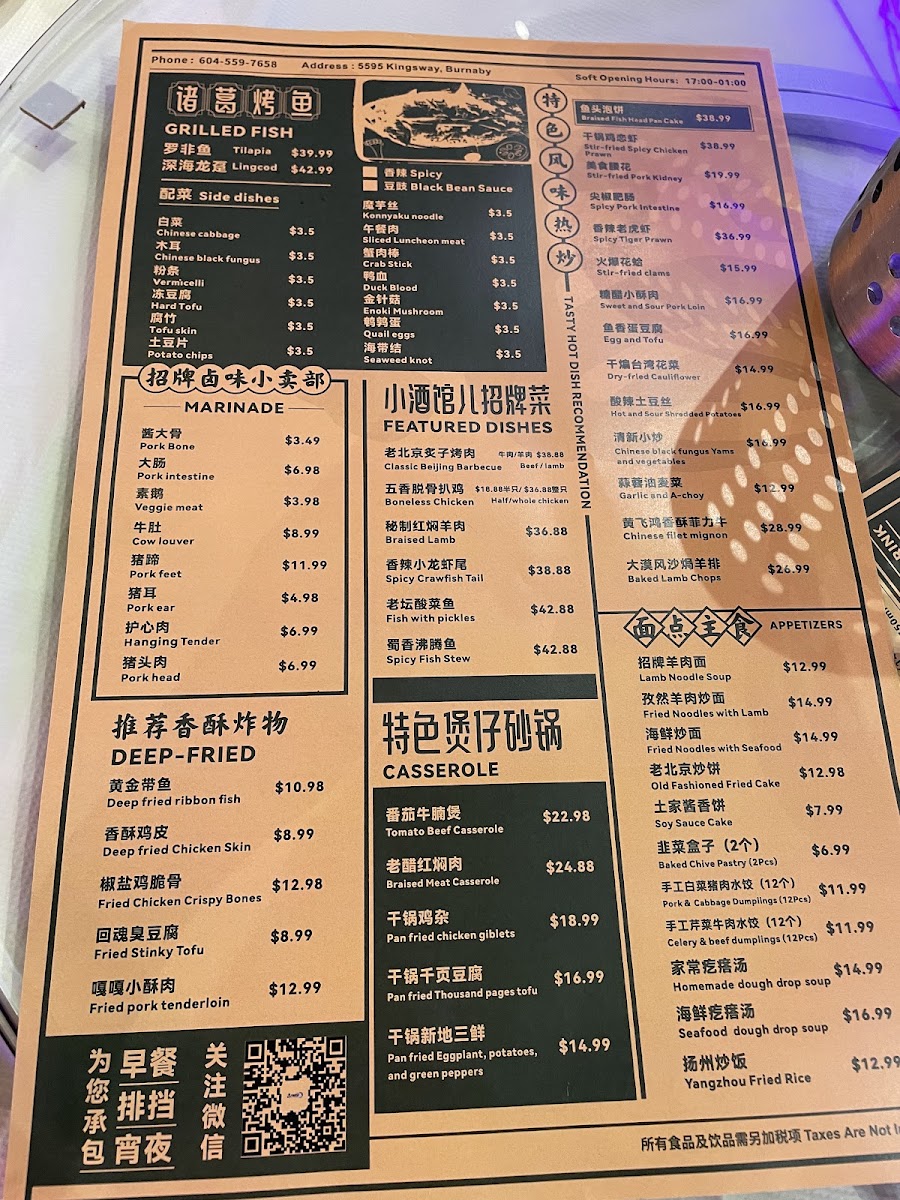 Phone: 604-559-7658
Address : 5595 Kingsway, Burnaby
Soft Opening Hours: 17:00-01:00
诸葛烤鱼
GRILLED FISH
罗非鱼 Tilapia $39.99
深海龙趸 Lingcod $42.99
香辣 Spicy
豆豉 Black Bean Sauce
配菜 Side dishes
白菜
Chinese cabbage $3.5
木耳
Chinese black fungus $3.5
粉条
Vermicelli $3.5
冻豆腐
Hard Tofu $3.5
腐竹
Tofu skin $3.5
土豆片
Potato chips $3.5
魔芋丝
Konnyaku noodle $3.5
午餐肉
Sliced Luncheon meat $3.5
蟹肉棒
Crab Stick $3.5
鸭血
Duck Blood $3.5
金针菇
Enoki Mushroom $3.5
鹌鹑蛋
Quail eggs $3.5
海带结
Seaweed knot $3.5
招牌卤味小卖部
MARINADE
酱大骨
Pork Bone $3.49
大肠
Pork intestine $6.98
素鹅
Veggie meat $3.98
牛肚
Cow louver $8.99
猪蹄
Pork feet $11.99
猪耳
Pork ear $4.98
护心肉
Hanging Tender $6.99
猪头肉
Pork head $6.99
推荐香酥炸物
DEEP-FRIED
黄金带鱼 $10.98
Deep fried ribbon fish
香酥鸡皮 $8.99
Deep fried Chicken Skin
椒盐鸡脆骨 $12.98
Fried Chicken Crispy Bones
回魂臭豆腐 $8.99
Fried Stinky Tofu
嘎嘎小酥肉 $12.99
Fried pork tenderloin
为您承包
早餐
排挡
宵夜
关注微信
小酒馆儿招牌菜
FEATURED DISHES
老北京炙子烤肉 牛肉/羊肉 $38.88
Classic Beijing Barbecue Beef / lamb
五香脱骨扒鸡 $18.88半只/ $36.88整只
Boneless Chicken Half/whole chicken
秘制红焖羊肉 $36.88
Braised Lamb
香辣小龙虾尾 $38.88
Spicy Crawfish Tail
老坛酸菜鱼 $42.88
Fish with pickles
蜀香沸腾鱼 $42.88
Spicy Fish Stew
特色煲仔砂锅
CASSEROLE
番茄牛腩煲 $22.98
Tomato Beef Casserole
老醋红焖肉 $24.88
Braised Meat Casserole
干锅鸡杂 $18.99
Pan fried chicken giblets
干锅千页豆腐 $16.99
Pan fried Thousand pages tofu
干锅新地三鲜 $14.99
Pan fried Eggplant, potatoes,
and green peppers
特色风味热炒
TASTY HOT DISH RECOMMENDATION
鱼头泡饼 $38.99
Braised Fish Head Pan Cake
干锅鸡恋虾 $38.99
Stir-fried Spicy Chicken
Prawn
美食腰花 $19.99
Stir-fried Pork Kidney
尖椒肥肠 $16.99
Spicy Pork Intestine
香辣老虎虾 $36.99
Spicy Tiger Prawn
火爆花蛤 $15.99
Stir-fried clams
糖醋小酥肉 $16.99
Sweet and Sour Pork Loin
鱼香蛋豆腐 $16.99
Egg and Tofu
干煸台湾花菜 $14.99
Dry-fried Cauliflower
酸辣土豆丝 $16.99
Hot and Sour Shredded Potatoes
清新小炒 $16.99
Chinese black fungus Yams
and vegetables
蒜蓉油麦菜 $12.99
Garlic and A-choy
黄飞鸿香酥菲力牛 $28.99
Chinese filet mignon
大漠风沙焗羊排 $26.99
Baked Lamb Chops
面点主食 APPETIZERS
招牌羊肉面 $12.99
Lamb Noodle Soup
孜然羊肉炒面 $14.99
Fried Noodles with Lamb
海鲜炒面 $14.99
Fried Noodles with Seafood
老北京炒饼 $12.98
Old Fashioned Fried Cake
土家酱香饼 $7.99
Soy Sauce Cake
韭菜盒子（2个） $6.99
Baked Chive Pastry (2Pcs)
手工白菜猪肉水饺（12个） $11.99
Pork & Cabbage Dumplings (12Pcs)
手工芹菜牛肉水饺（12个） $11.99
Celery & beef dumplings (12Pcs)
家常疙瘩汤 $14.99
Homemade dough drop soup
海鲜疙瘩汤 $16.99
Seafood dough drop soup
扬州炒饭 $12.99
Yangzhou Fried Rice
所有食品及饮品需另加税项 Taxes Are Not In